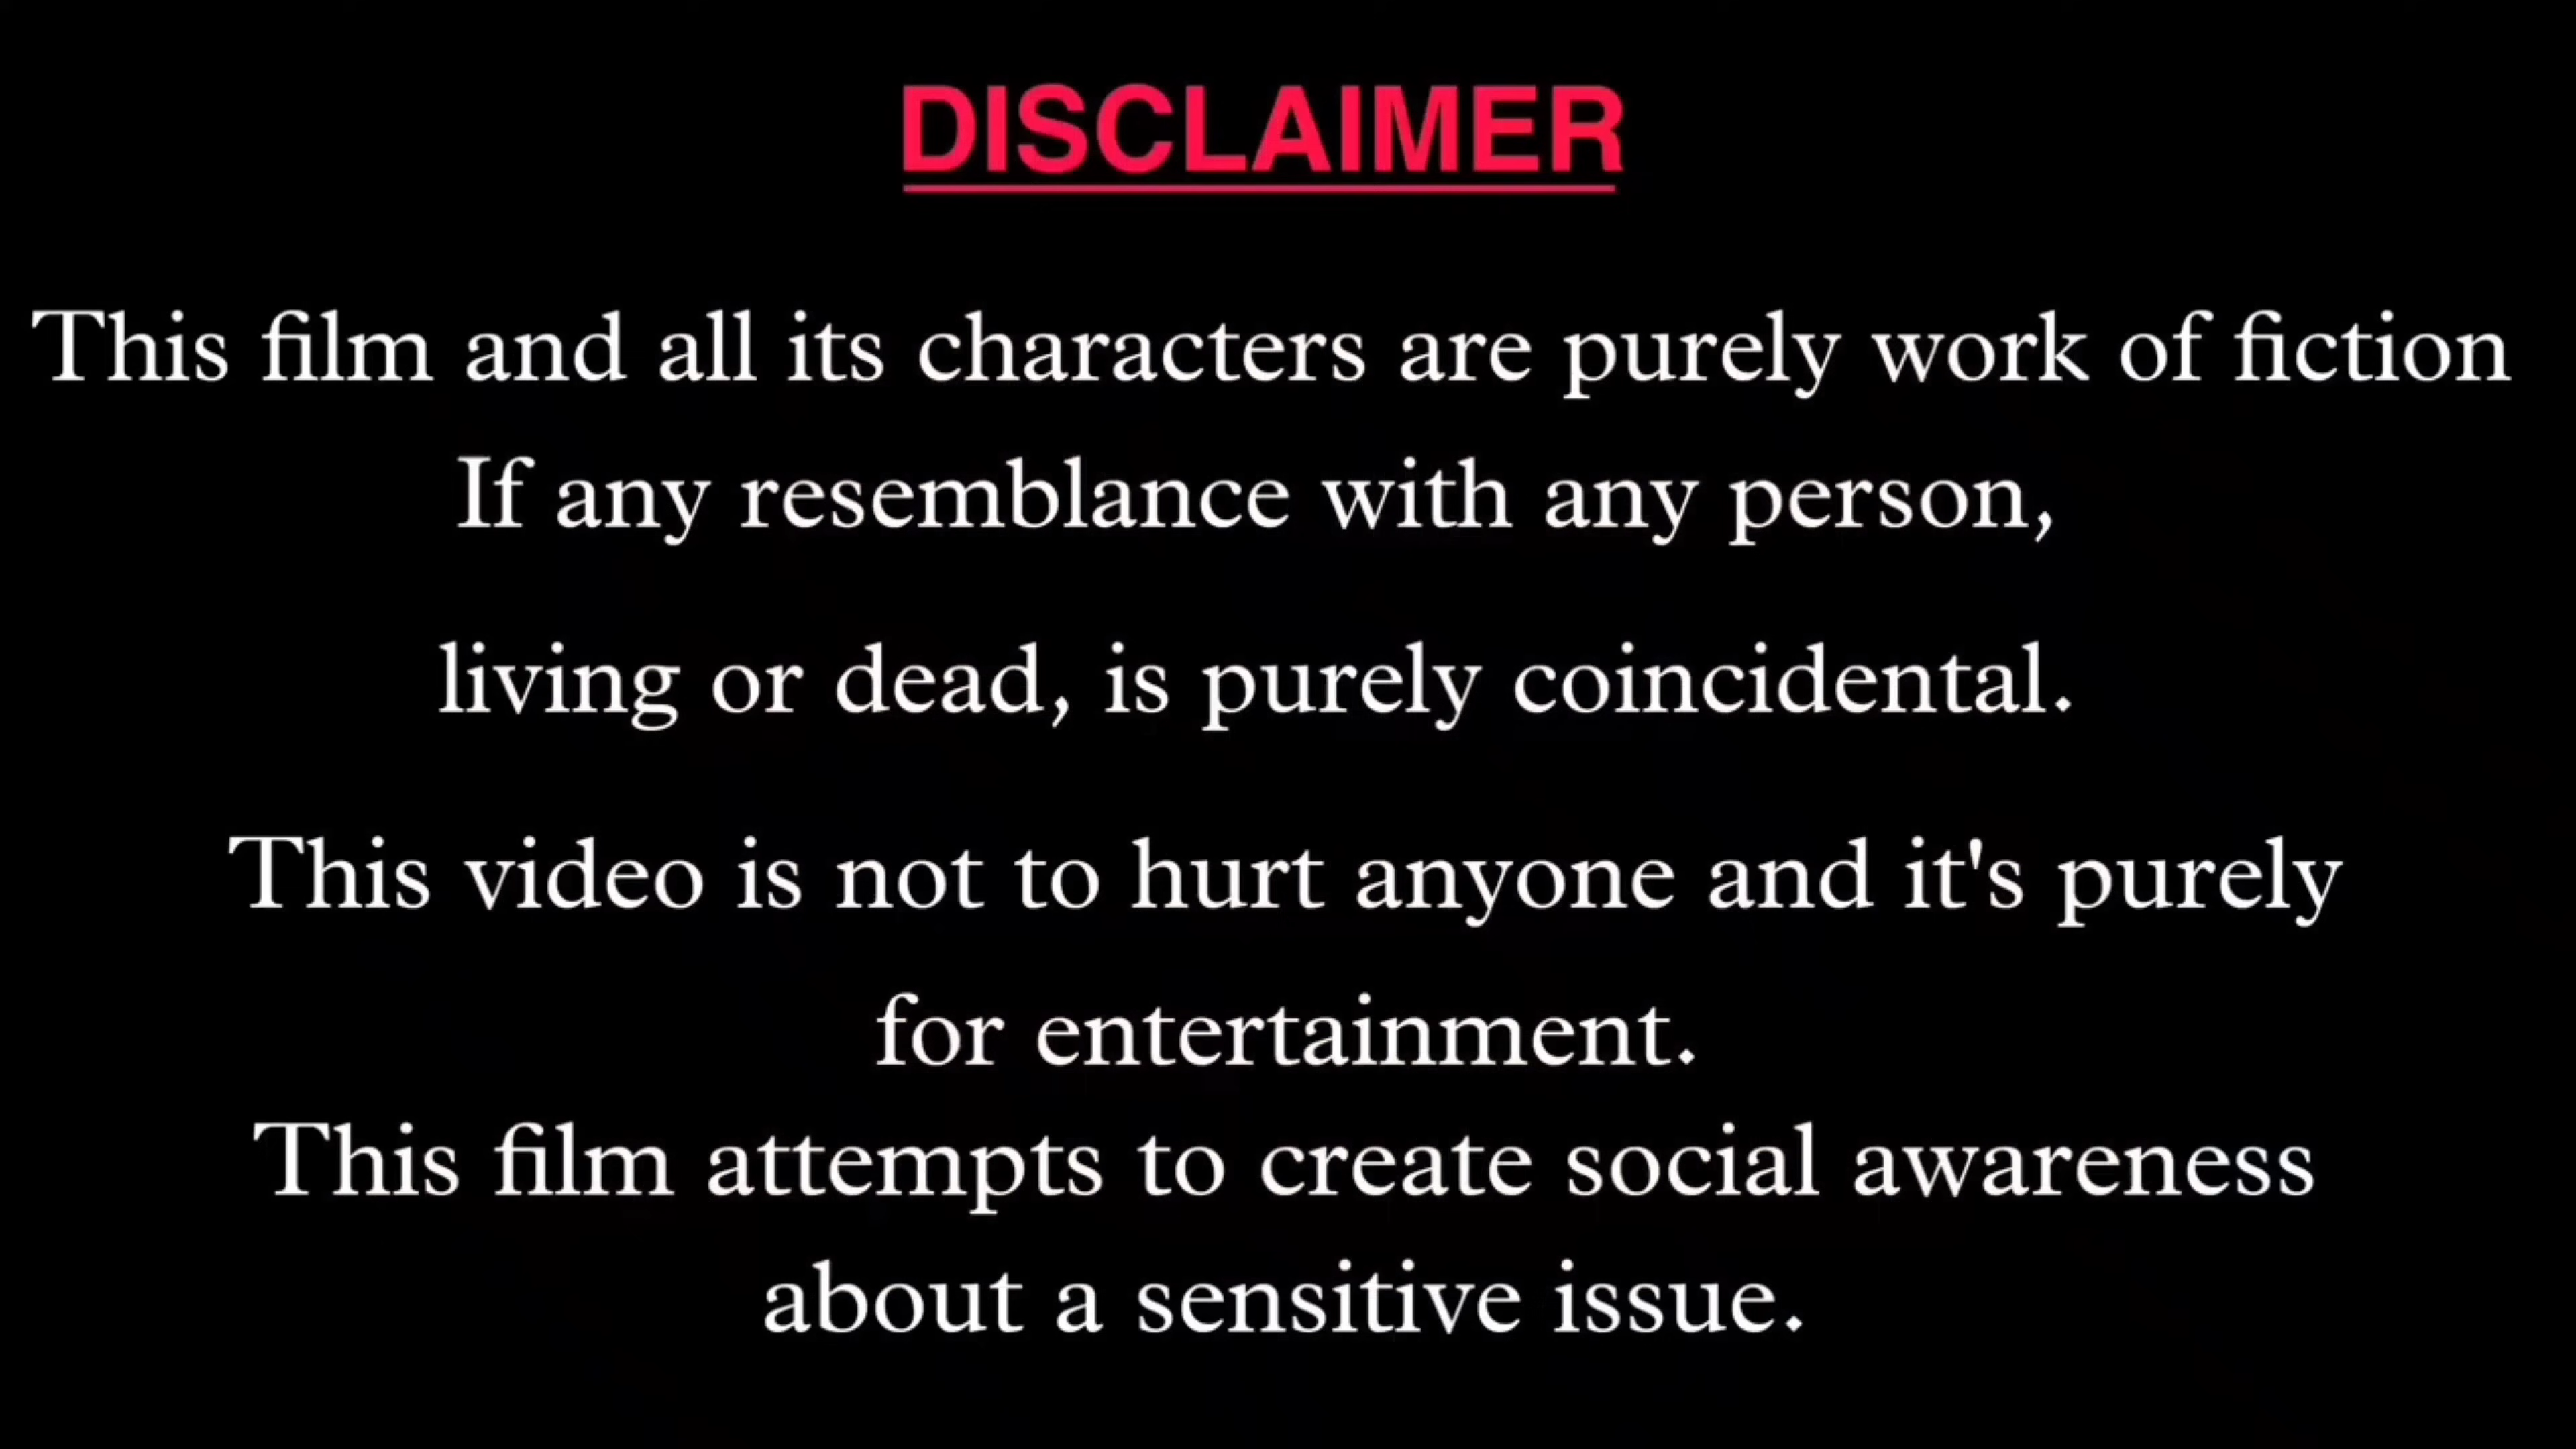 DISCLAIMER
This film and all its characters are purely work of fiction
If any resemblance with any person,
living or dead, is purely coincidental.
This video is not to hurt anyone and it's purely
for entertainment.
This film attempts to create social awareness
about a sensitive issue.